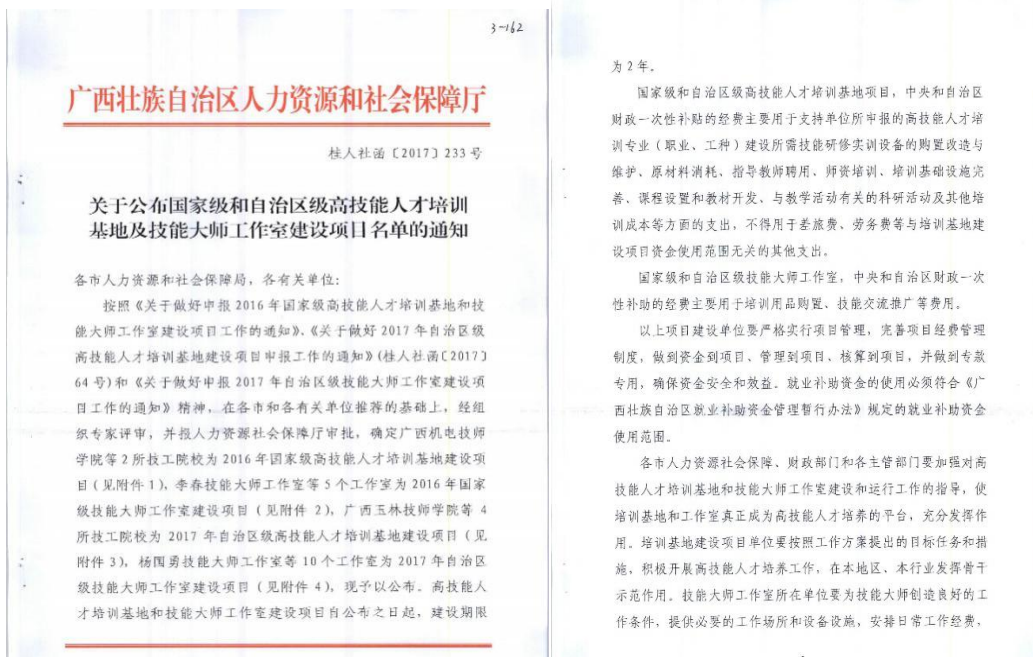 3-162
广西壮族自治区人力资源和社会保障厅
桂人社函〔2017〕233号
关于公布国家级和自治区级高技能人才培训
基地及技能大师工作室建设项目名单的通知
各市人力资源和社会保障局，各有关单位：
按照《关于做好申报2016年国家级高技能人才培训基地和技
能大师工作室建设项目工作的通知》、《关于做好2017年自治区级
高技能人才培训基地建设项目申报工作的通知》(桂人社函〔2017〕
64号)和《关于做好申报2017年自治区级技能大师工作室建设项
目工作的通知》精神，在各市和各有关单位推荐的基础上，经组
织专家评审，并报人力资源社会保障厅审批，确定广西机电技师
学院等2所技工院校为2016年国家级高技能人才培训基地建设项
目（见附件1），李春技能大师工作室等5个工作室为2016年国家
级技能大师工作室建设项目（见附件2），广西玉林技师学院等4
所技工院校为2017年自治区级高技能人才培训基地建设项目（见
附件3），杨国勇技能大师工作室等10个工作室为2017年自治区
级技能大师工作室建设项目（见附件4），现予以公布。高技能人
才培训基地和技能大师工作室建设项目自公布之日起，建设期限
为2年。
国家级和自治区级高技能人才培训基地项目，中央和自治区
财政一次性补贴的经费主要用于支持单位所申报的高技能人才培
训专业（职业、工种）建设所需技能研修实训设备的购置改造与
维护、原材料消耗、指导教师聘用、师资培训、培训基础设施完
善、课程设置和教材开发、与教学活动有关的科研活动及其他培
训成本等方面的支出，不得用于差旅费、劳务费等与培训基地建
设项目资金使用范围无关的其他支出。
国家级和自治区级技能大师工作室，中央和自治区财政一次
性补助的经费主要用于培训用品购置、技能交流推广等费用。
以上项目建设单位要严格实行项目管理，完善项目经费管理
制度，做到资金到项目、管理到项目、核算到项目，并做到专款
专用，确保资金安全和效益。就业补助资金的使用必须符合《广
西壮族自治区就业补助资金管理暂行办法》规定的就业补助资金
使用范围。
各市人力资源社会保障、财政部门和各主管部门要加强对高
技能人才培训基地和技能大师工作室建设和运行工作的指导，使
培训基地和工作室真正成为高技能人才培养的平台，充分发挥作
用。培训基地建设项目单位要按照工作方案提出的目标任务和措
施，积极开展高技能人才培养工作，在本地区、本行业发挥骨干
示范作用。技能大师工作室所在单位要为技能大师创造良好的工
作条件，提供必要的工作场所和设备设施，安排日常工作经费，